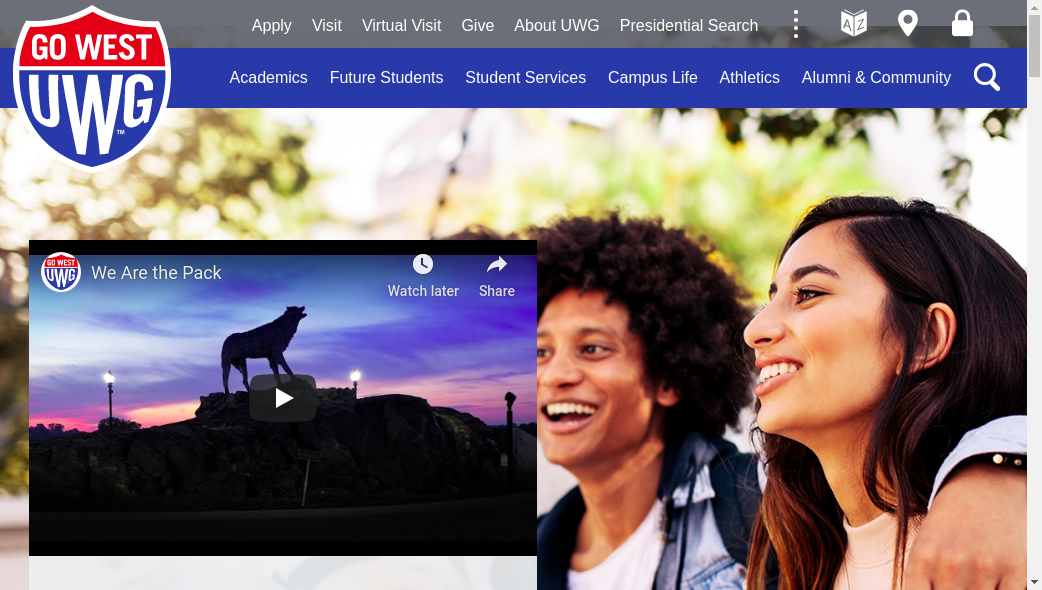 Apply Visit Virtual Visit Give About UWG Presidential Search
A Z
GO WEST
UWG
™
Academics Future Students Student Services Campus Life Athletics Alumni & Community
GO WEST
UWG
We Are the Pack
Watch later Share